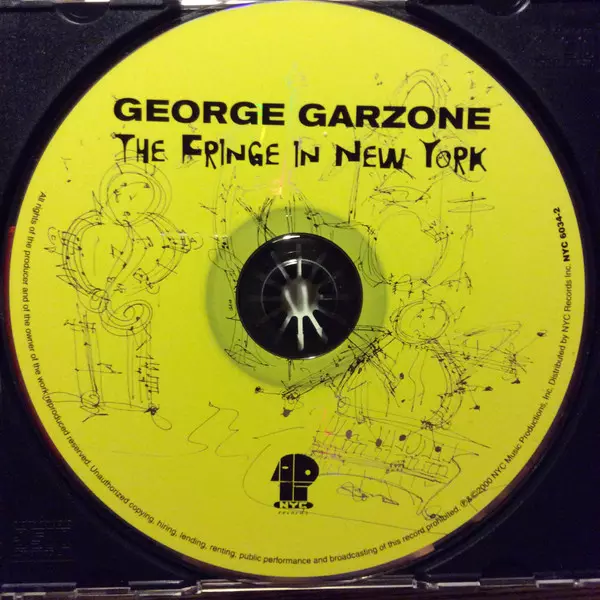 GEORGE GARZONE
THE FRINGE IN NEW YORK
All rights of the producer and of the owner of the work reproduced reserved. Unauthorized copying, hiring, lending, renting, public performance and broadcasting of this record prohibited. ℗&©2000 NYC Music Productions, Inc. Distributed by NYC Records Inc. NYC 6034-2
NYC
records